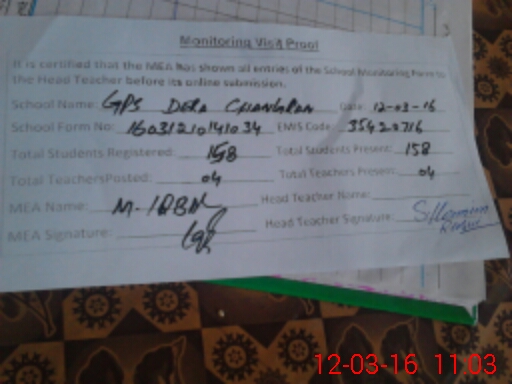 Monitoring Visit Proof
It is certified that the MEA has shown all entries of the School Monitoring Form to
the Head Teacher before its online submission.
School Name: GPS DERA CHANGRAN Date: 12-03-16
School Form No: 16031210141034 EMIS Code: 35420716
Total Students Registered: 158 Total Students Present: 158
Total TeachersPosted: 04 Total Teachers Present: 04
MEA Name: M. IQBAL Head Teacher Name:
MEA Signature: Head Teacher Signature:
12-03-16 11:03